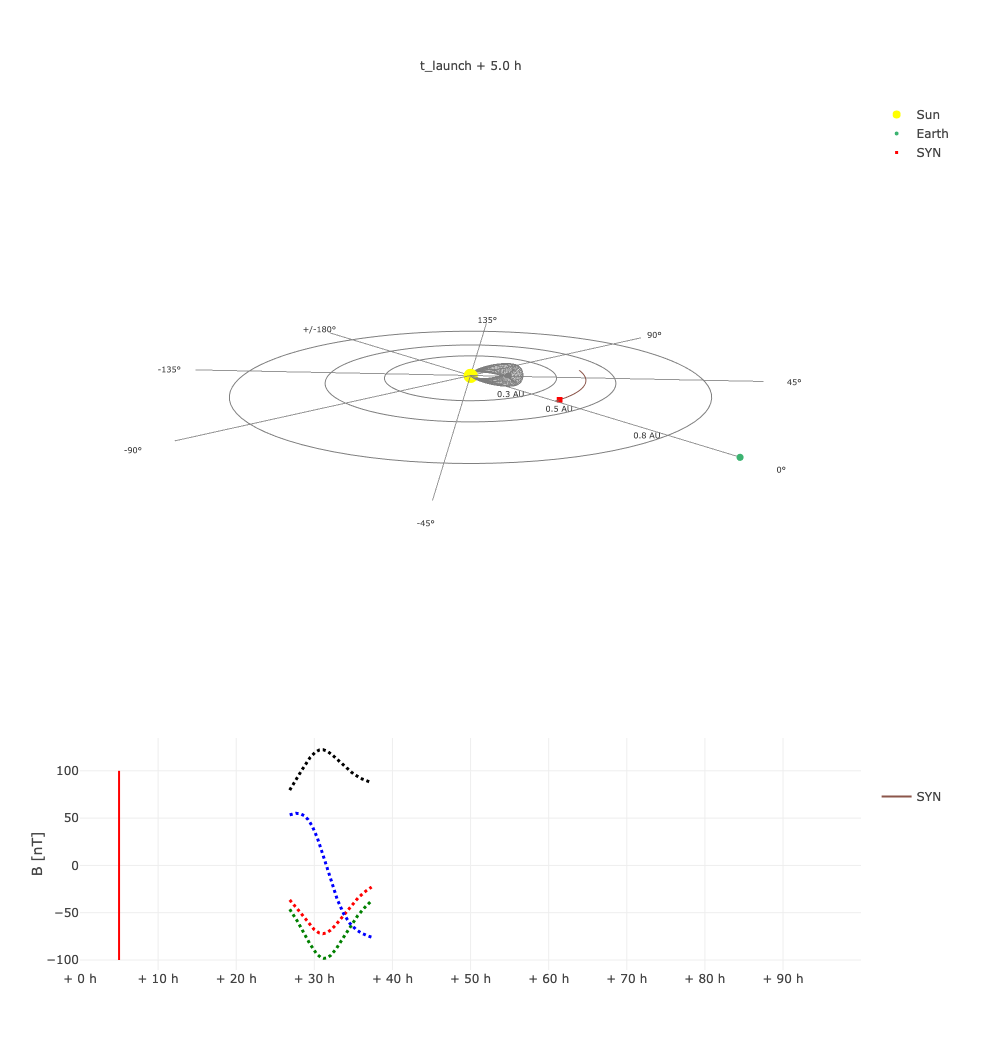 t_launch + 5.0 h
Sun
Earth
SYN
135°
+/-180°
90°
-135°
45°
0.3 AU
0.5 AU
0.8 AU
-90°
0°
-45°
100
50
0
−50
−100
B [nT]
SYN
+ 0 h
+ 10 h
+ 20 h
+ 30 h
+ 40 h
+ 50 h
+ 60 h
+ 70 h
+ 80 h
+ 90 h